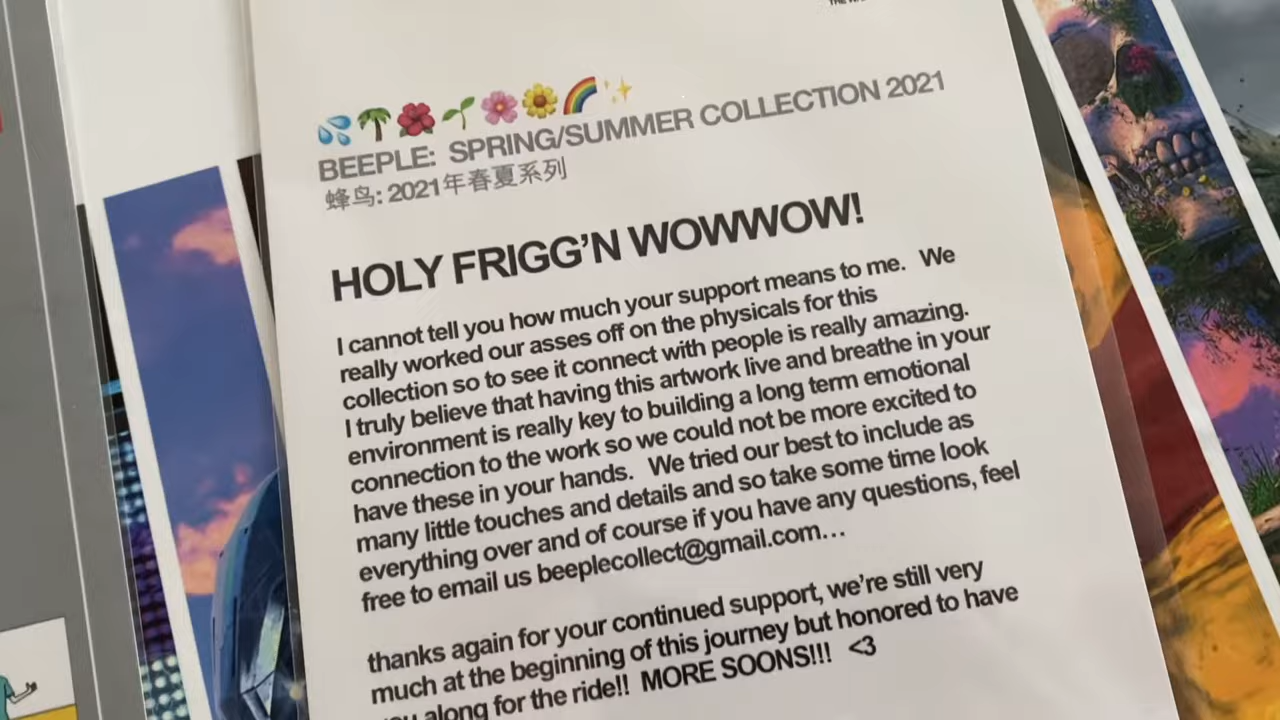 💦🌴🌺🌱🌸🌼🌈✨
BEEPLE: SPRING/SUMMER COLLECTION 2021
蜂鸟: 2021年春夏系列
HOLY FRIGG’N WOWWOW!
I cannot tell you how much your support means to me. We
really worked our asses off on the physicals for this
collection so to see it connect with people is really amazing.
I truly believe that having this artwork live and breathe in your
environment is really key to building a long term emotional
connection to the work so we could not be more excited to
have these in your hands. We tried our best to include as
many little touches and details and so take some time look
everything over and of course if you have any questions, feel
free to email us beeplecollect@gmail.com…
thanks again for your continued support, we’re still very
much at the beginning of this journey but honored to have
you along for the ride!! MORE SOONS!!! <3